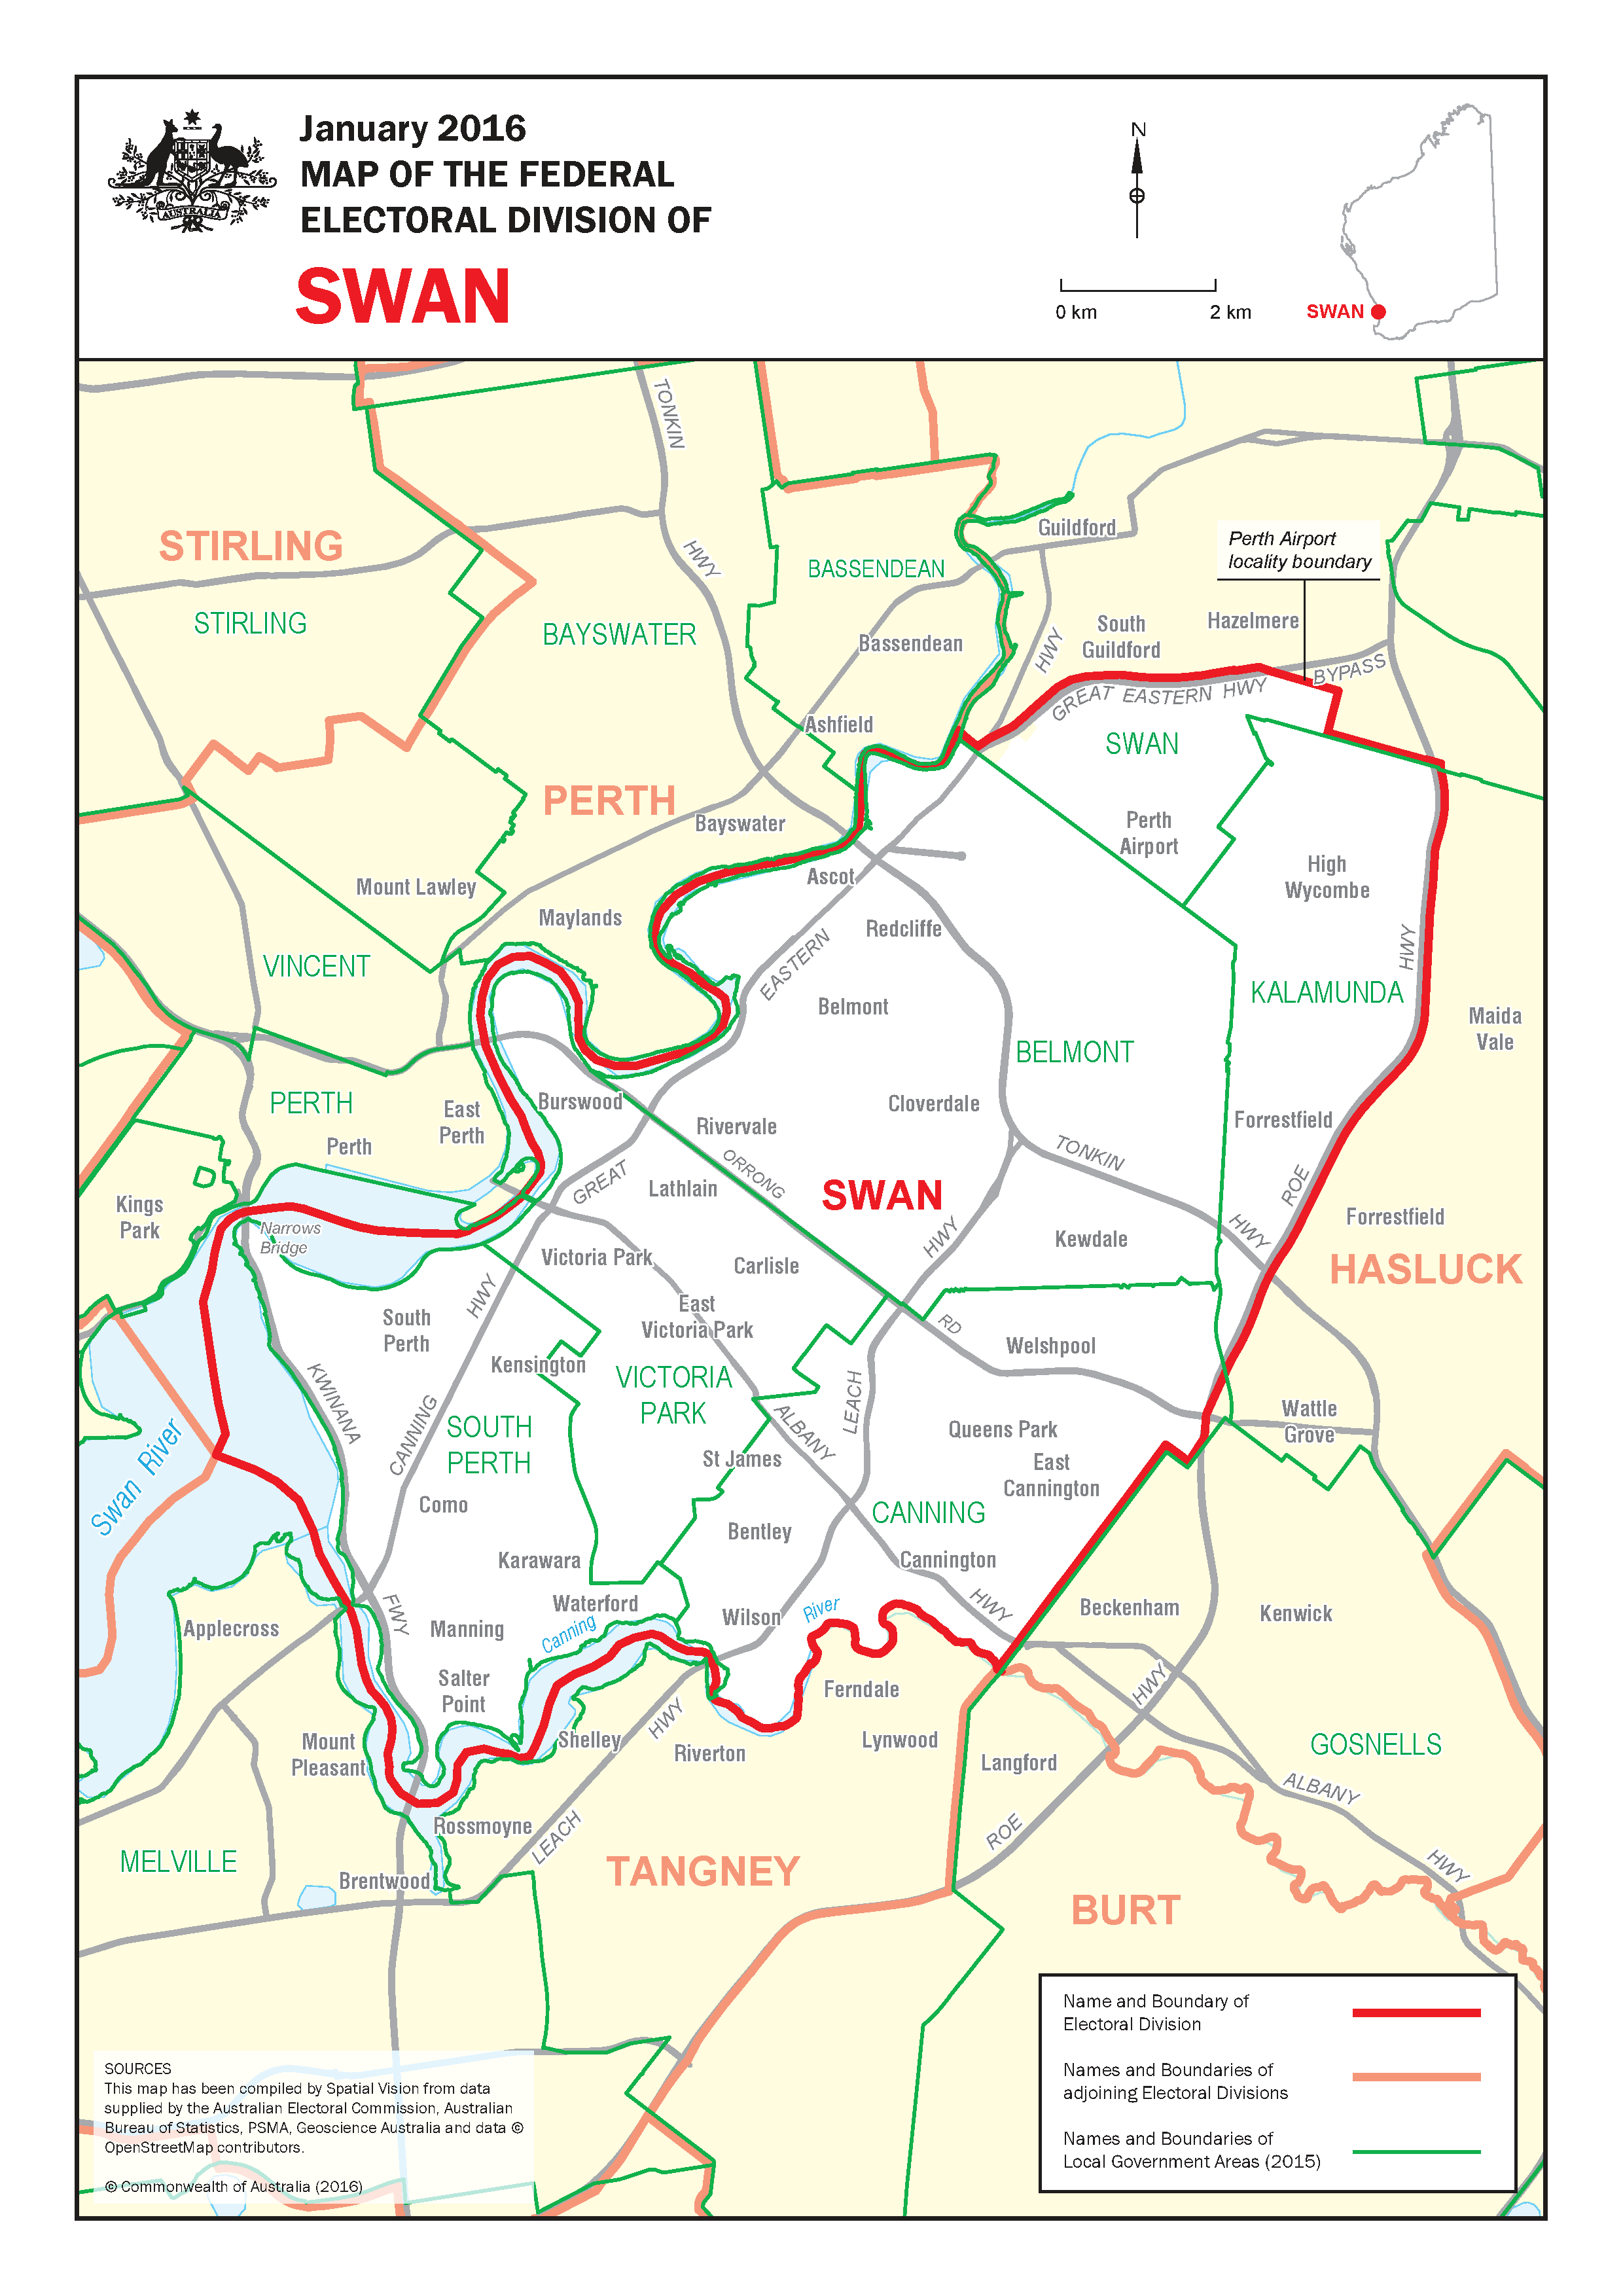 January 2016
MAP OF THE FEDERAL
ELECTORAL DIVISION OF
SWAN
AUSTRALIA
N
0 km
2 km
SWAN
TONKIN
HWY
STIRLING
STIRLING
BAYSWATER
BASSENDEAN
Bassendean
Guildford
Perth Airport
locality boundary
South
Guildford
Hazelmere
HWY
BYPASS
GREAT EASTERN HWY
Ashfield
SWAN
PERTH
Bayswater
Perth
Airport
High
Wycombe
Mount Lawley
Ascot
Maylands
Redcliffe
EASTERN
HWY
VINCENT
Belmont
KALAMUNDA
Maida
Vale
BELMONT
PERTH
East
Perth
Burswood
Cloverdale
Perth
Rivervale
Forrestfield
ORRONG
TONKIN
HWY
ROE
GREAT
Lathlain
SWAN
Kings
Park
Narrows
Bridge
Forrestfield
HWY
Kewdale
HASLUCK
Victoria Park
Carlisle
HWY
South
Perth
East
Victoria Park
RD
Welshpool
Kensington
VICTORIA
PARK
KWINANA
CANNING
LEACH
ALBANY
SOUTH
PERTH
Queens Park
Wattle
Grove
Swan River
St James
East
Cannington
Como
CANNING
Bentley
Karawara
Cannington
Waterford
HWY
FWY
Canning
River
Wilson
Beckenham
Kenwick
Applecross
Manning
Salter
Point
Ferndale
HWY
HWY
Mount
Pleasant
Shelley
Riverton
Lynwood
Langford
GOSNELLS
ALBANY
Rossmoyne
LEACH
ROE
MELVILLE
Brentwood
TANGNEY
HWY
BURT
Name and Boundary of
Electoral Division
Names and Boundaries of
adjoining Electoral Divisions
Names and Boundaries of
Local Government Areas (2015)
SOURCES
This map has been compiled by Spatial Vision from data
supplied by the Australian Electoral Commission, Australian
Bureau of Statistics, PSMA, Geoscience Australia and data ©
OpenStreetMap contributors.
© Commonwealth of Australia (2016)